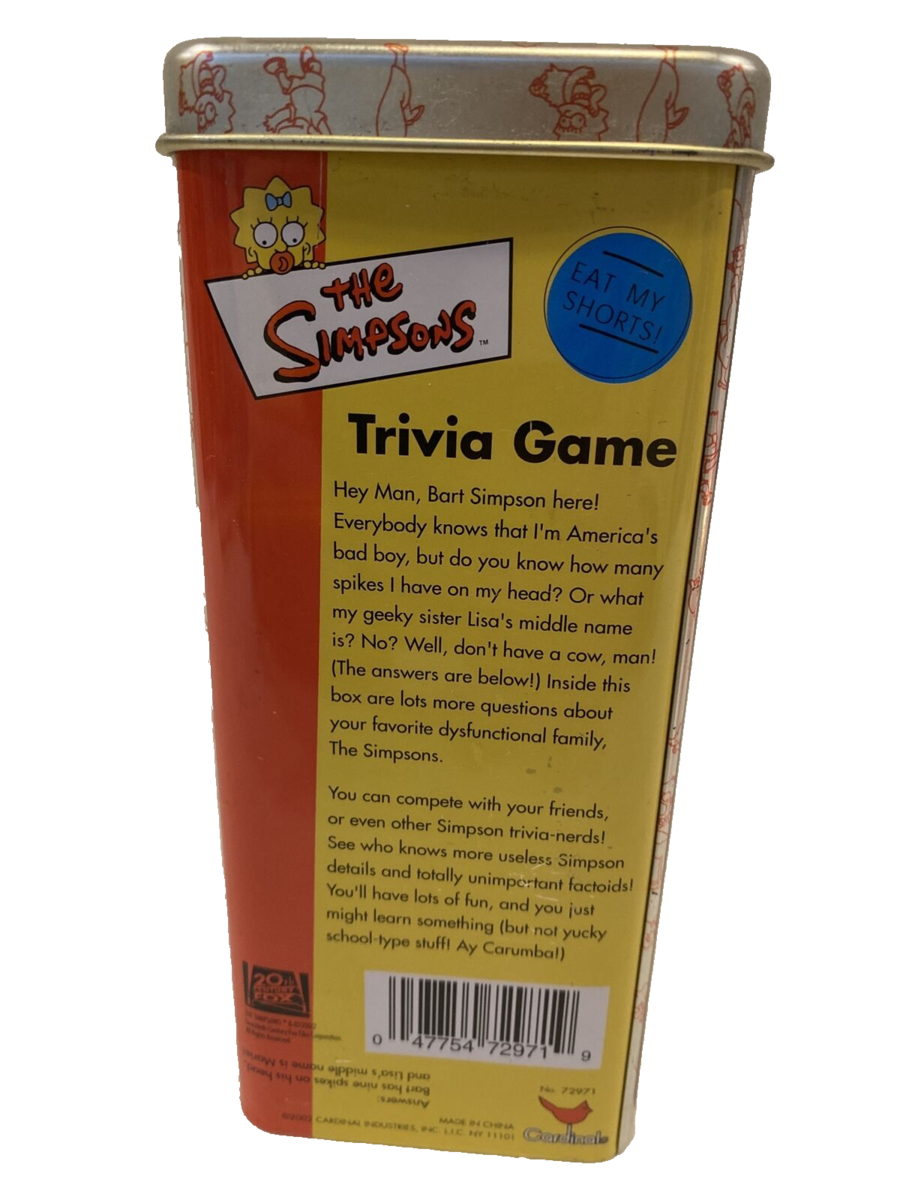 THE
SIMPSONS™
EAT MY
SHORTS!
Trivia Game
Hey Man, Bart Simpson here!
Everybody knows that I'm America's
bad boy, but do you know how many
spikes I have on my head? Or what
my geeky sister Lisa's middle name
is? No? Well, don't have a cow, man!
(The answers are below!) Inside this
box are lots more questions about
your favorite dysfunctional family,
The Simpsons.
You can compete with your friends,
or even other Simpson trivia-nerds!
See who knows more useless Simpson
details and totally unimportant factoids!
You'll have lots of fun, and you just
might learn something (but not yucky
school-type stuff! Ay Carumba!)
20th
CENTURY
FOX
0 47754 72971 9
Answers:
Bart has nine spikes on his head,
and Lisa's middle name is Marie.
No. 72971
MADE IN CHINA
©2002 CARDINAL INDUSTRIES, INC. L.I.C. NY 11101
Cardinal